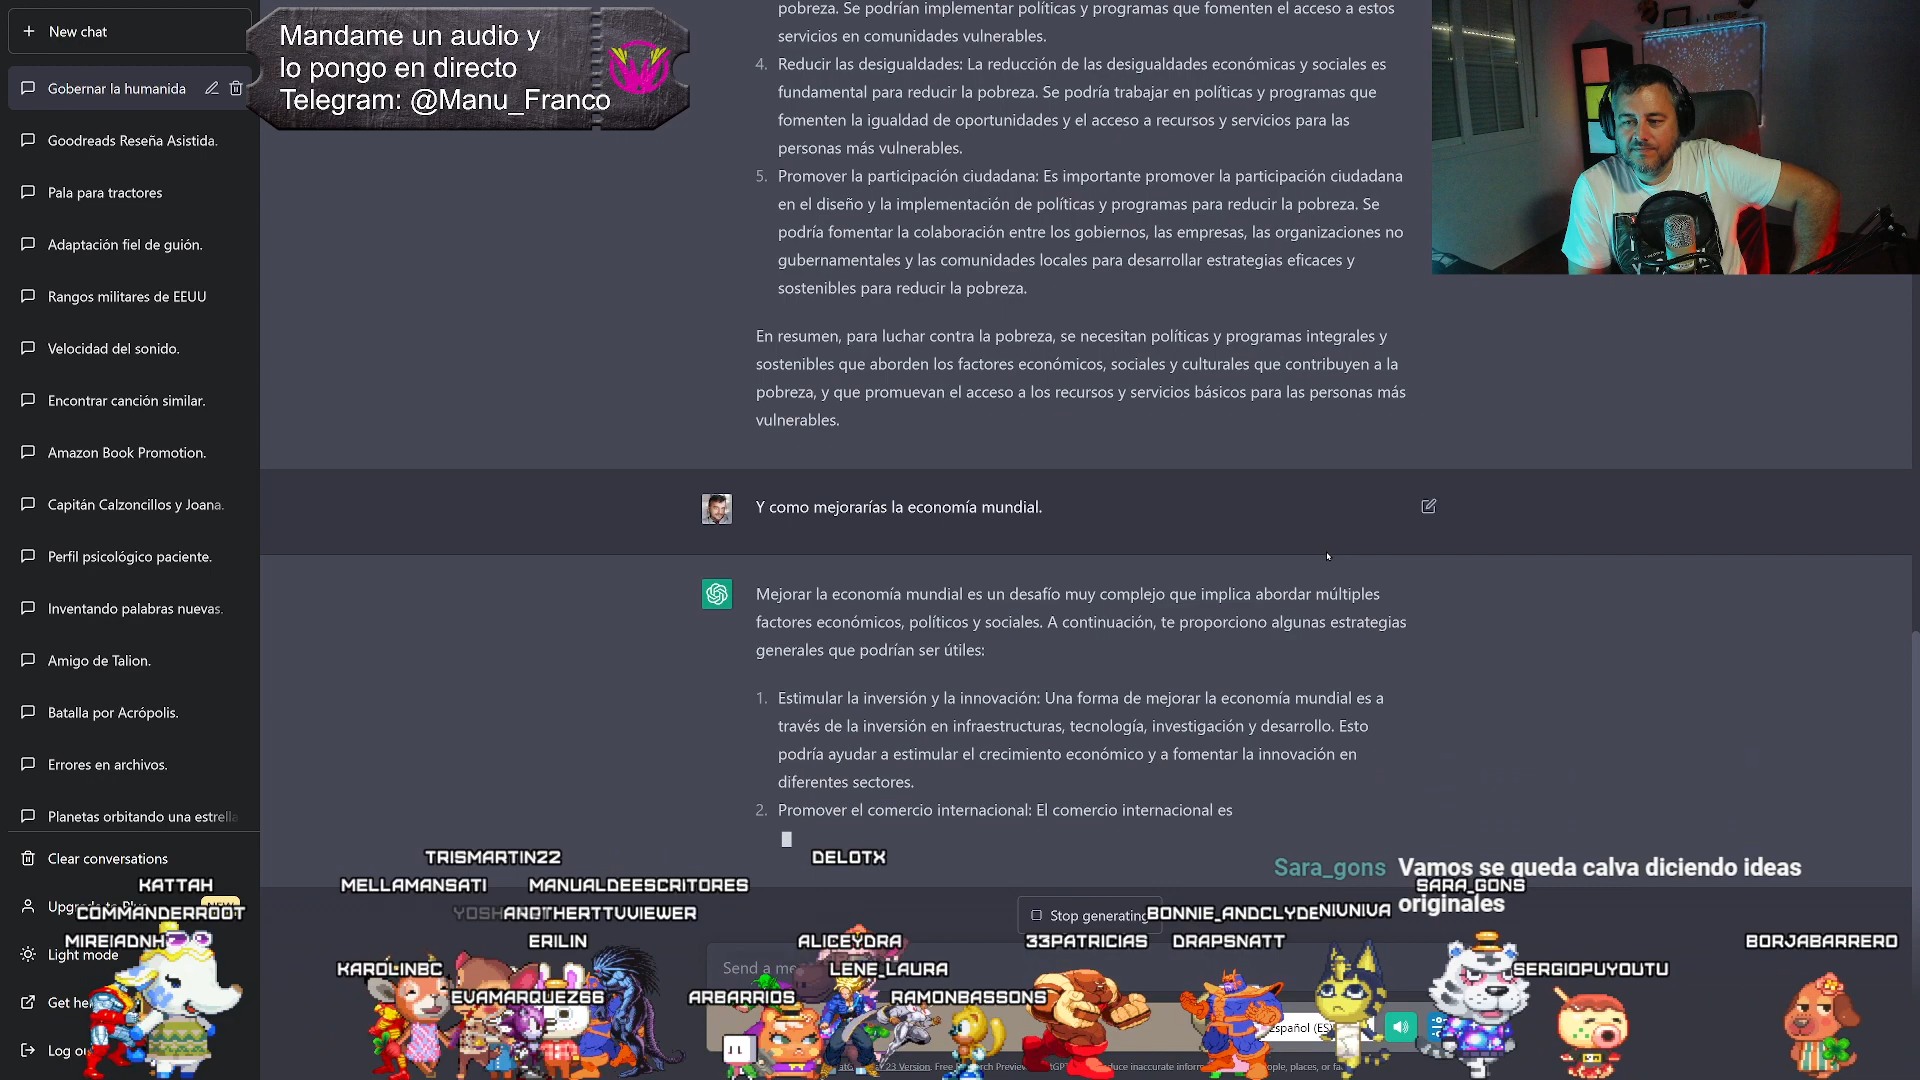 New chat
Gobernar la humanida
Goodreads Reseña Asistida.
Pala para tractores
Adaptación fiel de guión.
Rangos militares de EEUU
Velocidad del sonido.
Encontrar canción similar.
Amazon Book Promotion.
Capitán Calzoncillos y Joana.
Perfil psicológico paciente.
Inventando palabras nuevas.
Amigo de Talion.
Batalla por Acrópolis.
Errores en archivos.
Planetas orbitando una estrella
Clear conversations
Light mode
Mandame un audio y
lo pongo en directo
Telegram: @Manu_Franco
pobreza. Se podrían implementar políticas y programas que fomenten el acceso a estos
servicios en comunidades vulnerables.
4. Reducir las desigualdades: La reducción de las desigualdades económicas y sociales es
fundamental para reducir la pobreza. Se podría trabajar en políticas y programas que
fomenten la igualdad de oportunidades y el acceso a recursos y servicios para las
personas más vulnerables.
5. Promover la participación ciudadana: Es importante promover la participación ciudadana
en el diseño y la implementación de políticas y programas para reducir la pobreza. Se
podría fomentar la colaboración entre los gobiernos, las empresas, las organizaciones no
gubernamentales y las comunidades locales para desarrollar estrategias eficaces y
sostenibles para reducir la pobreza.
En resumen, para luchar contra la pobreza, se necesitan políticas y programas integrales y
sostenibles que aborden los factores económicos, sociales y culturales que contribuyen a la
pobreza, y que promuevan el acceso a los recursos y servicios básicos para las personas más
vulnerables.
Y como mejorarías la economía mundial.
Mejorar la economía mundial es un desafío muy complejo que implica abordar múltiples
factores económicos, políticos y sociales. A continuación, te proporciono algunas estrategias
generales que podrían ser útiles:
1. Estimular la inversión y la innovación: Una forma de mejorar la economía mundial es a
través de la inversión en infraestructuras, tecnología, investigación y desarrollo. Esto
podría ayudar a estimular el crecimiento económico y a fomentar la innovación en
diferentes sectores.
2. Promover el comercio internacional: El comercio internacional es
Stop generating
Send a me
Sara_gons Vamos se queda calva diciendo ideas
originales
TRISMARTIN22
DELOTX
KATTAH
MELLAMANSATI
MANUALDEESCRITORES
SARA_GONS
COMMANDERROOT
YOSH
ANOTHERTTVVIEWER
BONNIE_ANDCLYDE
NIUNIVA
MIREIADNH
ERILIN
ALICEYDRA
33PATRICIAS
DRAPSNATT
BORJABARRERO
KAROLINBC
LENE_LAURA
SERGIOPUYOUTU
EVAMARQUEZ66
ARBARRIOS
RAMONBASSONS
Log ou
Español (ES)